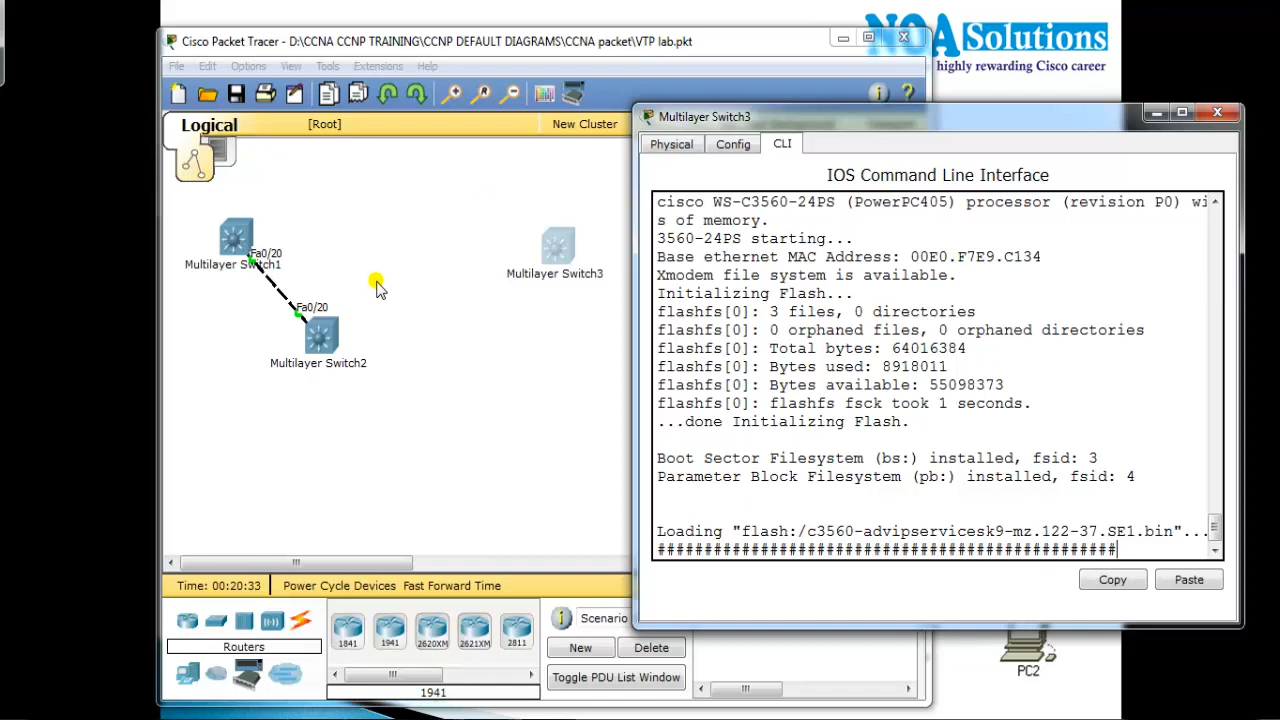 NOA Solutions
highly rewarding Cisco career
Cisco Packet Tracer - D:\CCNA CCNP TRAINING\CCNP DEFAULT DIAGRAMS\CCNA packet\VTP lab.pkt
File Edit Options View Tools Extensions Help
Logical [Root] New Cluster
Fa0/20
Multilayer Switch1
Multilayer Switch3
Fa0/20
Multilayer Switch2
Time: 00:20:33 Power Cycle Devices Fast Forward Time
Routers
1841 1941 2620XM 2621XM 2811
1941
Scenario
New Delete
Toggle PDU List Window
Multilayer Switch3
Physical Config CLI
IOS Command Line Interface
cisco WS-C3560-24PS (PowerPC405) processor (revision P0) wi
s of memory.
3560-24PS starting...
Base ethernet MAC Address: 00E0.F7E9.C134
Xmodem file system is available.
Initializing Flash...
flashfs[0]: 3 files, 0 directories
flashfs[0]: 0 orphaned files, 0 orphaned directories
flashfs[0]: Total bytes: 64016384
flashfs[0]: Bytes used: 8918011
flashfs[0]: Bytes available: 55098373
flashfs[0]: flashfs fsck took 1 seconds.
...done Initializing Flash.
Boot Sector Filesystem (bs:) installed, fsid: 3
Parameter Block Filesystem (pb:) installed, fsid: 4
Loading "flash:/c3560-advipservicesk9-mz.122-37.SE1.bin"...
#################################################
Copy Paste
PC2